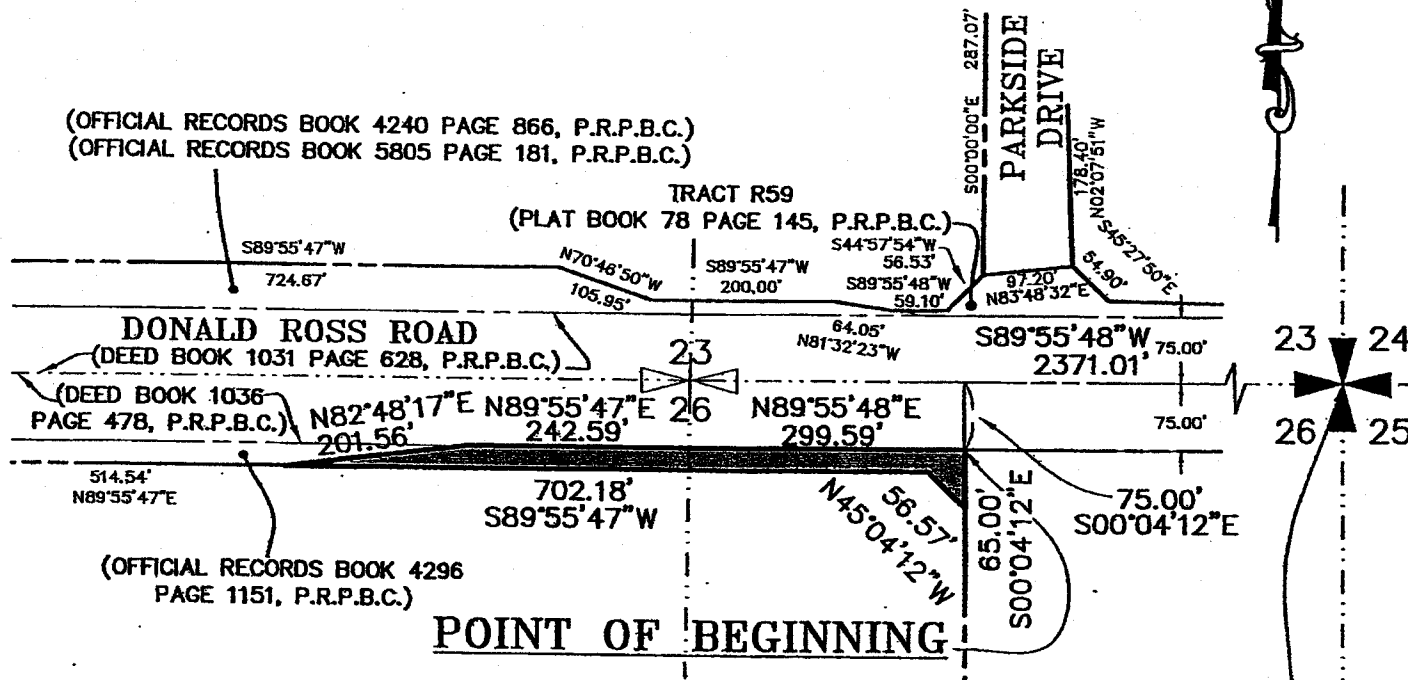 S00°00'00"E 287.07'
PARKSIDE
DRIVE
(OFFICIAL RECORDS BOOK 4240 PAGE 866, P.R.P.B.C.)
(OFFICIAL RECORDS BOOK 5805 PAGE 181, P.R.P.B.C.)
TRACT R59
(PLAT BOOK 78 PAGE 145, P.R.P.B.C.)
178.40'
N02°07'51"W
S89°55'47"W
724.67'
N70°46'50"W
105.95'
S89°55'47"W
200.00'
S44°57'54"W
56.53'
S89°55'48"W
59.10'
97.20'
N83°48'32"E
S45°27'50"E
54.90'
64.05'
N81°32'23"W
DONALD ROSS ROAD
(DEED BOOK 1031 PAGE 628, P.R.P.B.C.)
S89°55'48"W
2371.01'
75.00'
23
26
23 24
26 25
(DEED BOOK 1036
PAGE 478, P.R.P.B.C.)
N82°48'17"E
201.56'
N89°55'47"E
242.59'
N89°55'48"E
299.59'
75.00'
514.54'
N89°55'47"E
702.18'
S89°55'47"W
56.57'
N45°04'12"W
65.00'
S00°04'12"E
75.00'
S00°04'12"E
(OFFICIAL RECORDS BOOK 4296
PAGE 1151, P.R.P.B.C.)
POINT OF BEGINNING